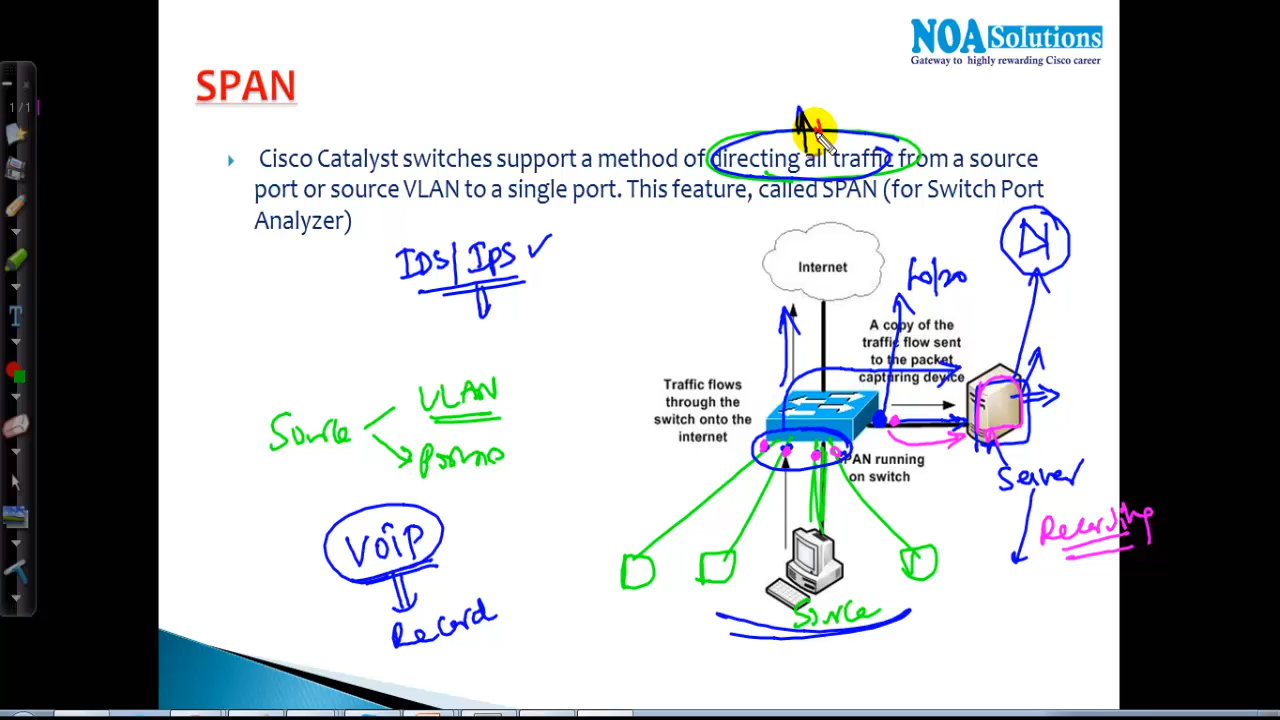 NOA Solutions
Gateway to highly rewarding Cisco career
SPAN
Cisco Catalyst switches support a method of directing all traffic from a source
port or source VLAN to a single port. This feature, called SPAN (for Switch Port
Analyzer)
IDS/IPS
Internet
A copy of the
traffic flow sent
to the packet
capturing device
Traffic flows
through the
switch onto the
internet
VLAN
Source
SPAN running
on switch
Server
Recording
VOIP
Record
Source
1/1